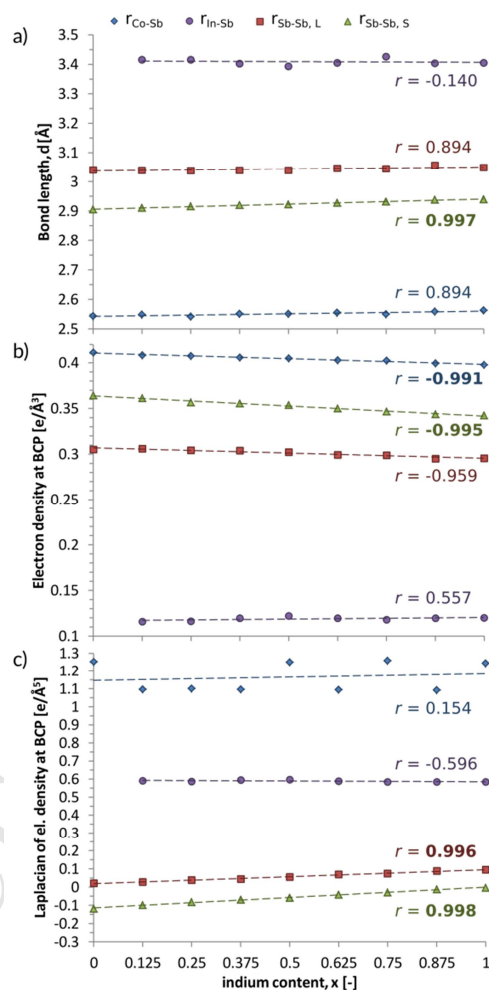 r Co-Sb r In-Sb r Sb-Sb, L r Sb-Sb, S
a)
Bond length, d [Å]
3.5
3.4
3.3
3.2
3.1
3
2.9
2.8
2.7
2.6
2.5
r = -0.140
r = 0.894
r = 0.997
r = 0.894
b)
Electron density at BCP [e/Å³]
0.4
0.35
0.3
0.25
0.2
0.15
0.1
r = -0.991
r = -0.995
r = -0.959
r = 0.557
c)
Laplacian of el. density at BCP [e/Å⁵]
1.3
1.2
1.1
1
0.9
0.8
0.7
0.6
0.5
0.4
0.3
0.2
0.1
0
-0.1
-0.2
-0.3
r = 0.154
r = -0.596
r = 0.996
r = 0.998
0 0.125 0.25 0.375 0.5 0.625 0.75 0.875 1
indium content, x [-]